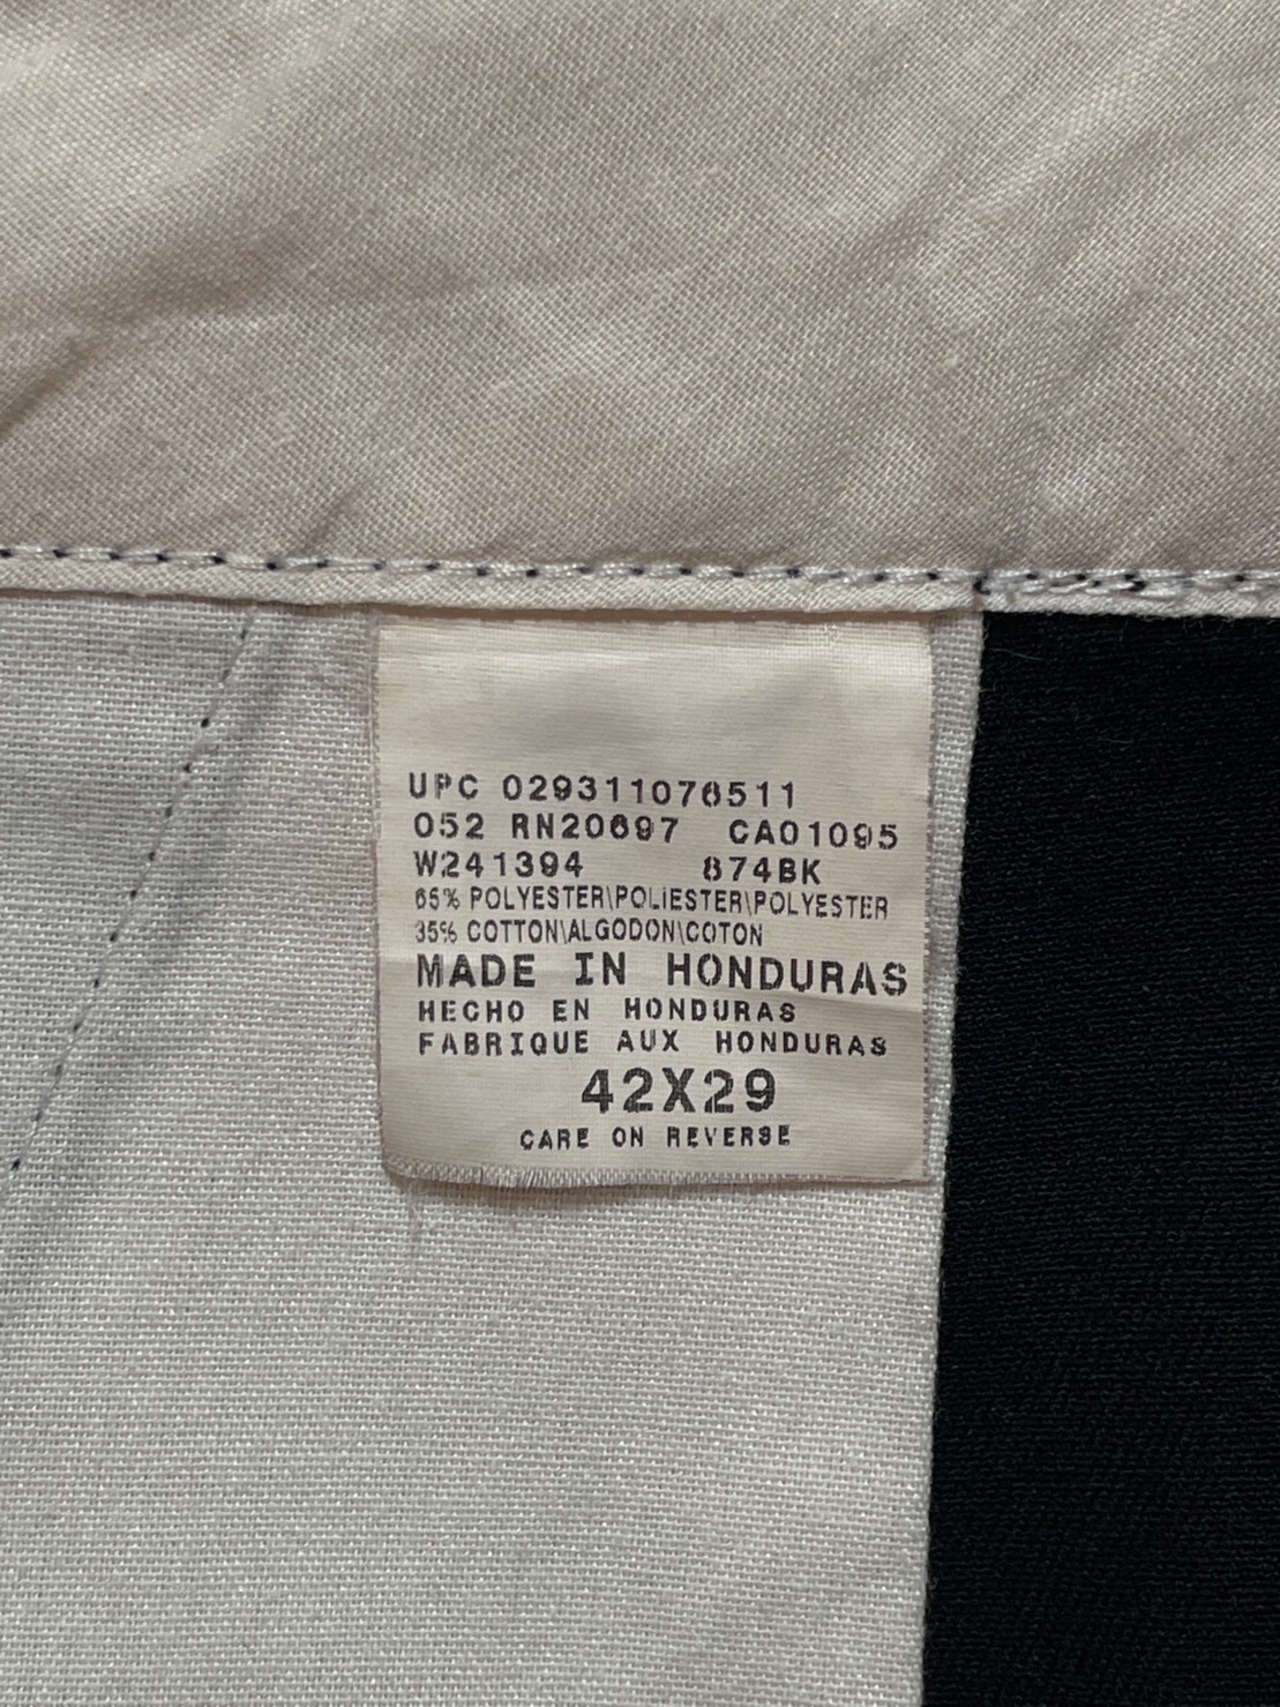 UPC 029311076511
052 RN20697 CA01095
W241394 874BK
65% POLYESTER\POLIESTER\POLYESTER
35% COTTON\ALGODON\COTON
MADE IN HONDURAS
HECHO EN HONDURAS
FABRIQUE AUX HONDURAS
42X29
CARE ON REVERSE